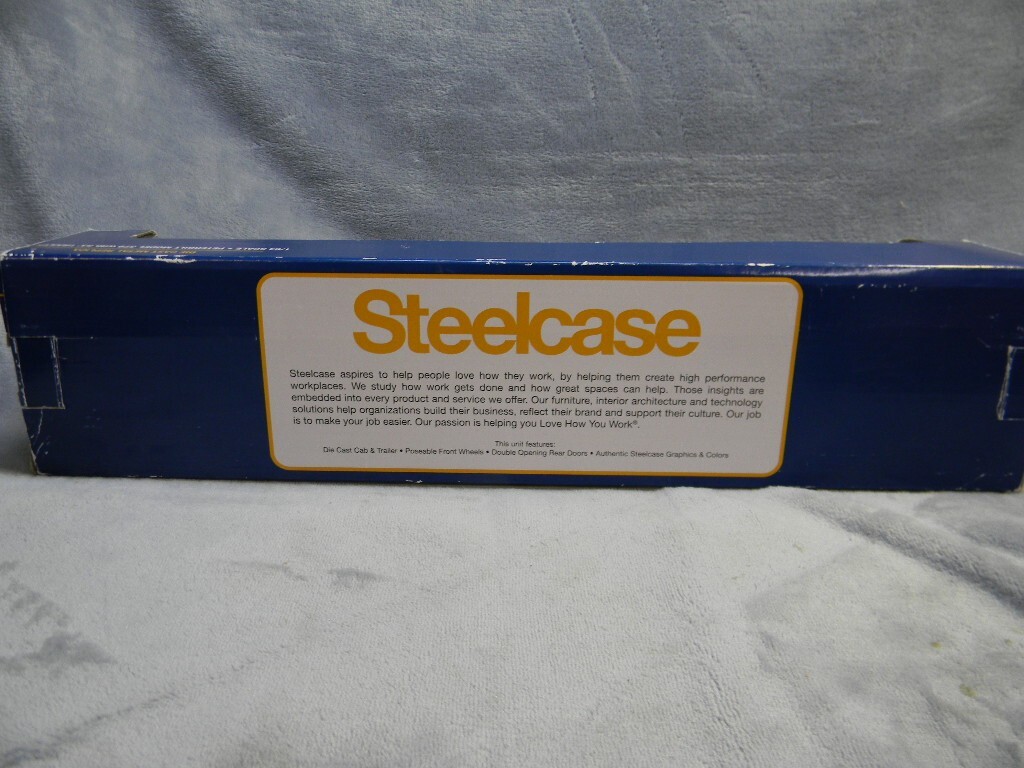 Steelcase
Steelcase aspires to help people love how they work, by helping them create high performance
workplaces. We study how work gets done and how great spaces can help. Those insights are
embedded into every product and service we offer. Our furniture, interior architecture and technology
solutions help organizations build their business, reflect their brand and support their culture. Our job
is to make your job easier. Our passion is helping you Love How You Work®.
This unit features:
Die Cast Cab & Trailer • Poseable Front Wheels • Double Opening Rear Doors • Authentic Steelcase Graphics & Colors